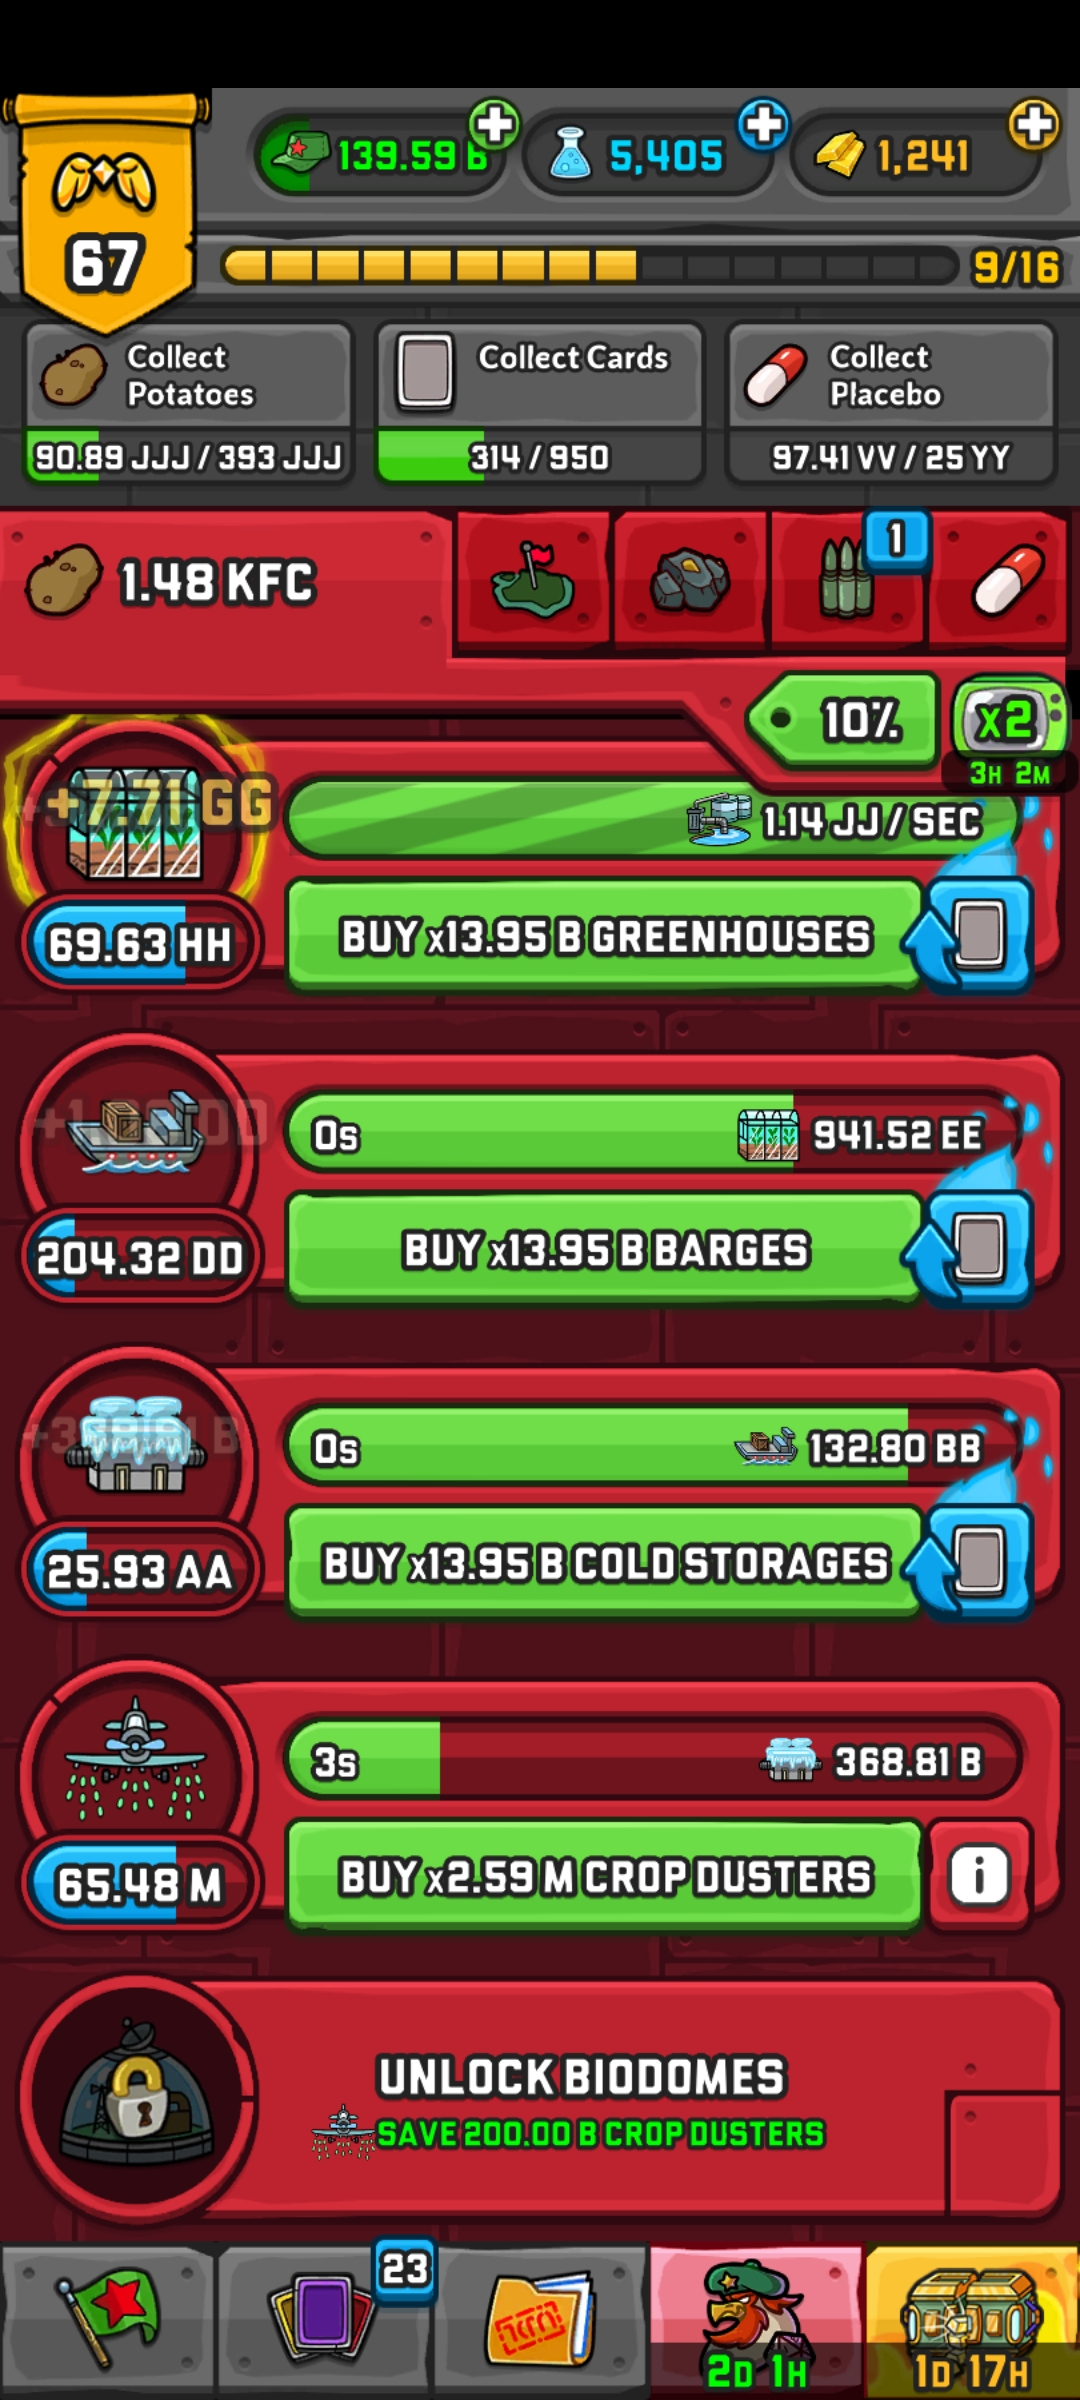 139.59 B
5,405
1,241
67
9/16
Collect
Potatoes
90.89 JJJ / 393 JJJ
Collect Cards
314 / 950
Collect
Placebo
97.41 VV / 25 YY
1.48 KFC
1
10%
x2
3H 2M
+7.71 GG
1.14 JJ / SEC
69.63 HH
BUY x13.95 B GREENHOUSES
0s
941.52 EE
204.32 DD
BUY x13.95 B BARGES
0s
132.80 BB
25.93 AA
BUY x13.95 B COLD STORAGES
3s
368.81 B
65.48 M
BUY x2.59 M CROP DUSTERS
i
UNLOCK BIODOMES
SAVE 200.00 B CROP DUSTERS
23
2D 1H
1D 17H